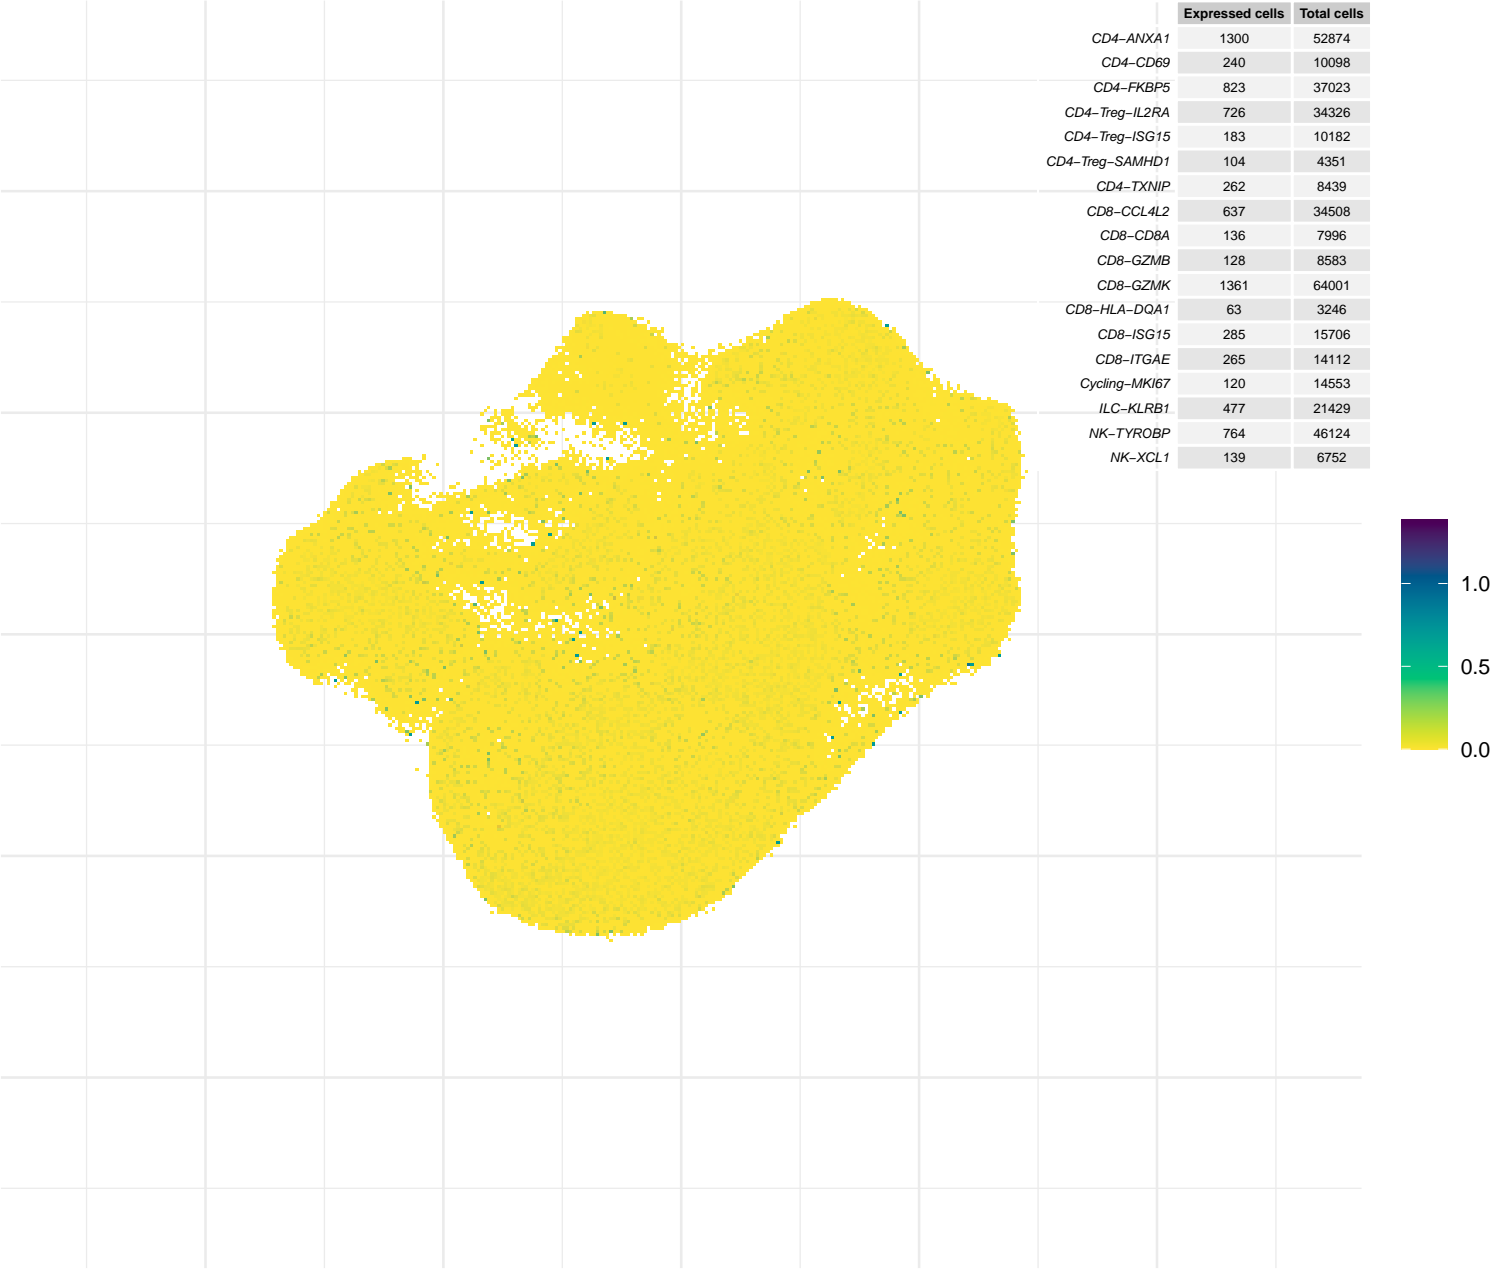 Expressed cells Total cells
CD4−ANXA1 1300 52874
CD4−CD69 240 10098
CD4−FKBP5 823 37023
CD4−Treg−IL2RA 726 34326
CD4−Treg−ISG15 183 10182
CD4−Treg−SAMHD1 104 4351
CD4−TXNIP 262 8439
CD8−CCL4L2 637 34508
CD8−CD8A 136 7996
CD8−GZMB 128 8583
CD8−GZMK 1361 64001
CD8−HLA−DQA1 63 3246
CD8−ISG15 285 15706
CD8−ITGAE 265 14112
Cycling−MKI67 120 14553
ILC−KLRB1 477 21429
NK−TYROBP 764 46124
NK−XCL1 139 6752
1.0
0.5
0.0